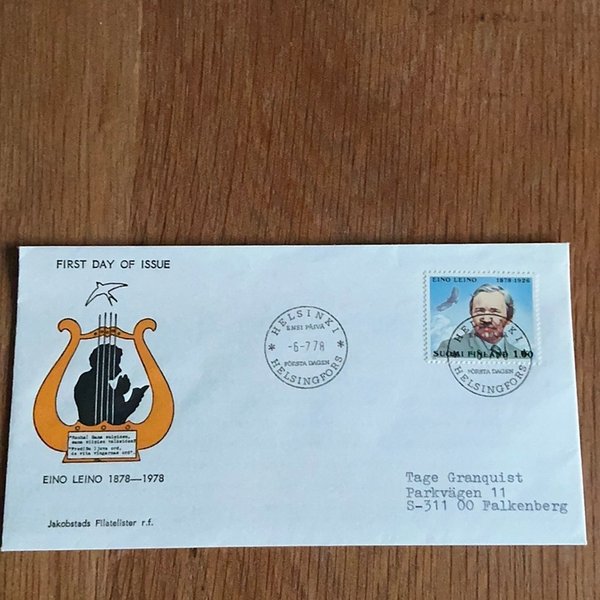 FIRST DAY OF ISSUE
EINO LEINO 1878—1978
Jakobstads Filatelister r.f.
HELSINKI
ENSI PÄIVÄ
-6-7.78
FÖRSTA DAGEN
HELSINGFORS
EINO LEINO 1878-1926
SUOMI FINLAND 1.00
HELSINKI
FÖRSTA DAGEN
HELSINGFORS
Tage Granquist
Parkvägen 11
S-311 00 Falkenberg